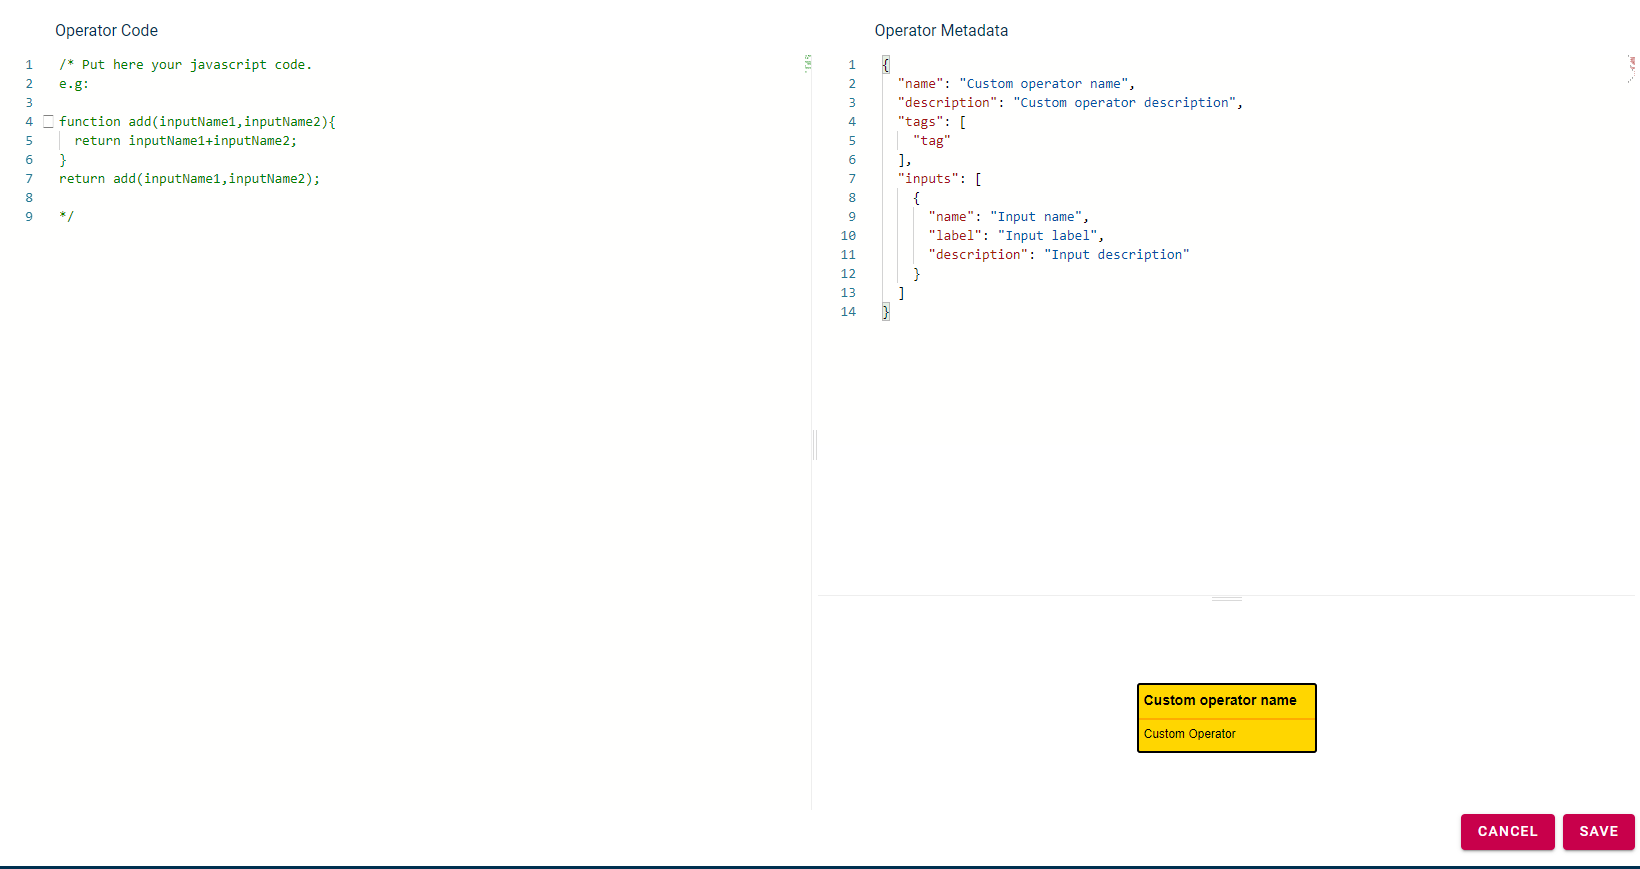 Operator Code
1 /* Put here your javascript code.
2 e.g:
3
4 function add(inputName1,inputName2){
5 return inputName1+inputName2;
6 }
7 return add(inputName1,inputName2);
8
9 */
Operator Metadata
1 {
2 "name": "Custom operator name",
3 "description": "Custom operator description",
4 "tags": [
5 "tag"
6 ],
7 "inputs": [
8 {
9 "name": "Input name",
10 "label": "Input label",
11 "description": "Input description"
12 }
13 ]
14 }
Custom operator name
Custom Operator
CANCEL SAVE